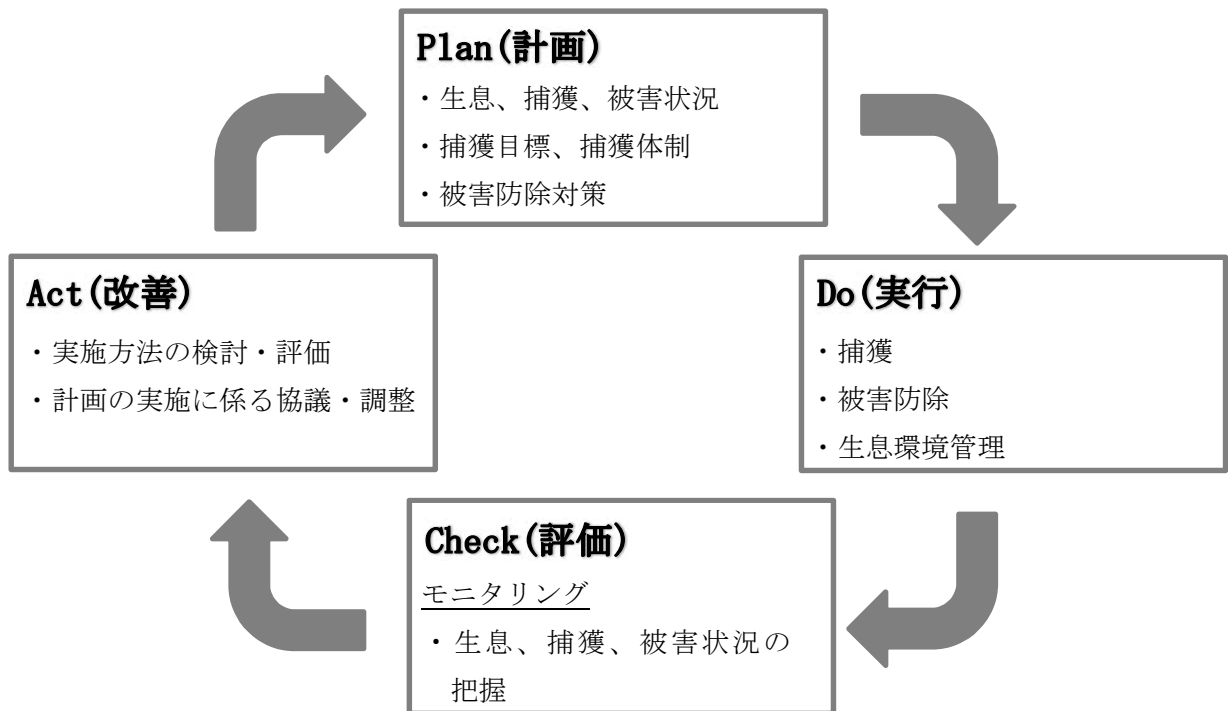 Plan(計画)
・生息、捕獲、被害状況
・捕獲目標、捕獲体制
・被害防除対策
Do(実行)
・捕獲
・被害防除
・生息環境管理
Check(評価)
モニタリング
・生息、捕獲、被害状況の
把握
Act(改善)
・実施方法の検討・評価
・計画の実施に係る協議・調整